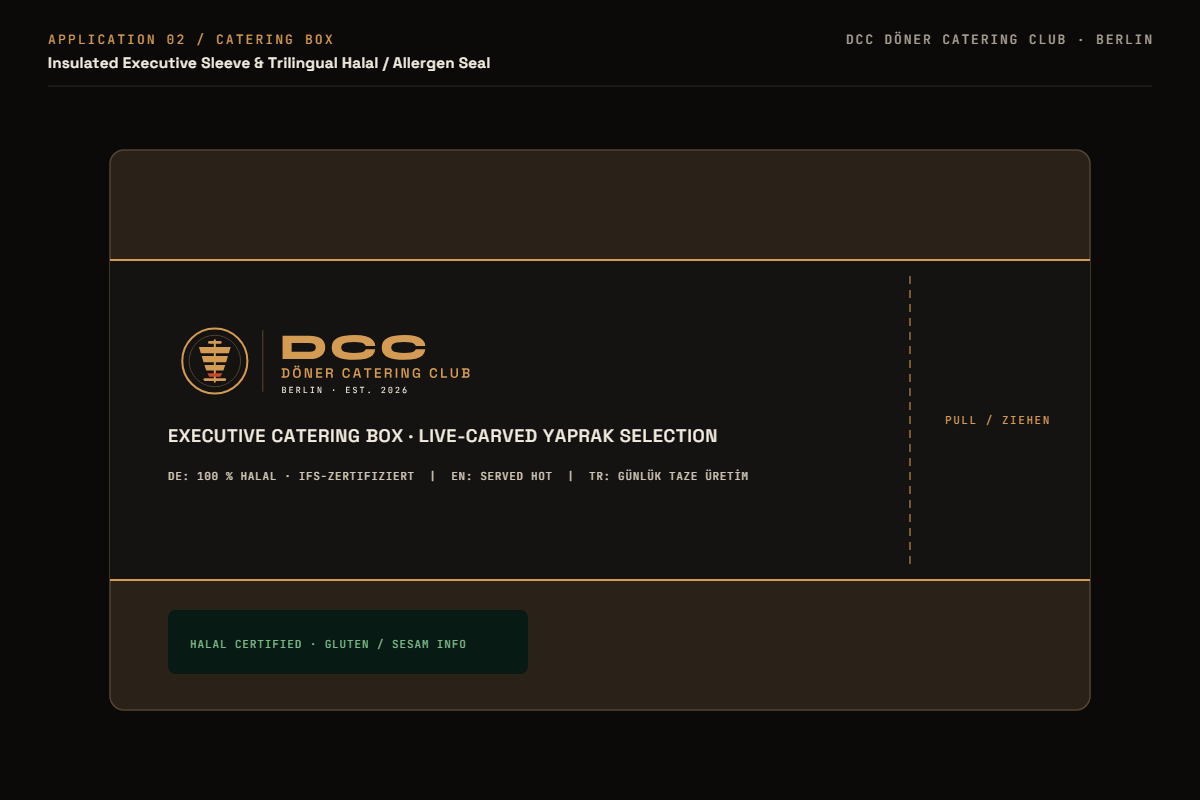 APPLICATION 02 / CATERING BOX
DCC DÖNER CATERING CLUB · BERLIN
Insulated Executive Sleeve & Trilingual Halal / Allergen Seal
DCC
DÖNER CATERING CLUB
BERLIN · EST. 2026
EXECUTIVE CATERING BOX · LIVE-CARVED YAPRAK SELECTION
DE: 100 % HALAL · IFS-ZERTIFIZIERT | EN: SERVED HOT | TR: GÜNLÜK TAZE ÜRETİM
PULL / ZIEHEN
HALAL CERTIFIED · GLUTEN / SESAM INFO